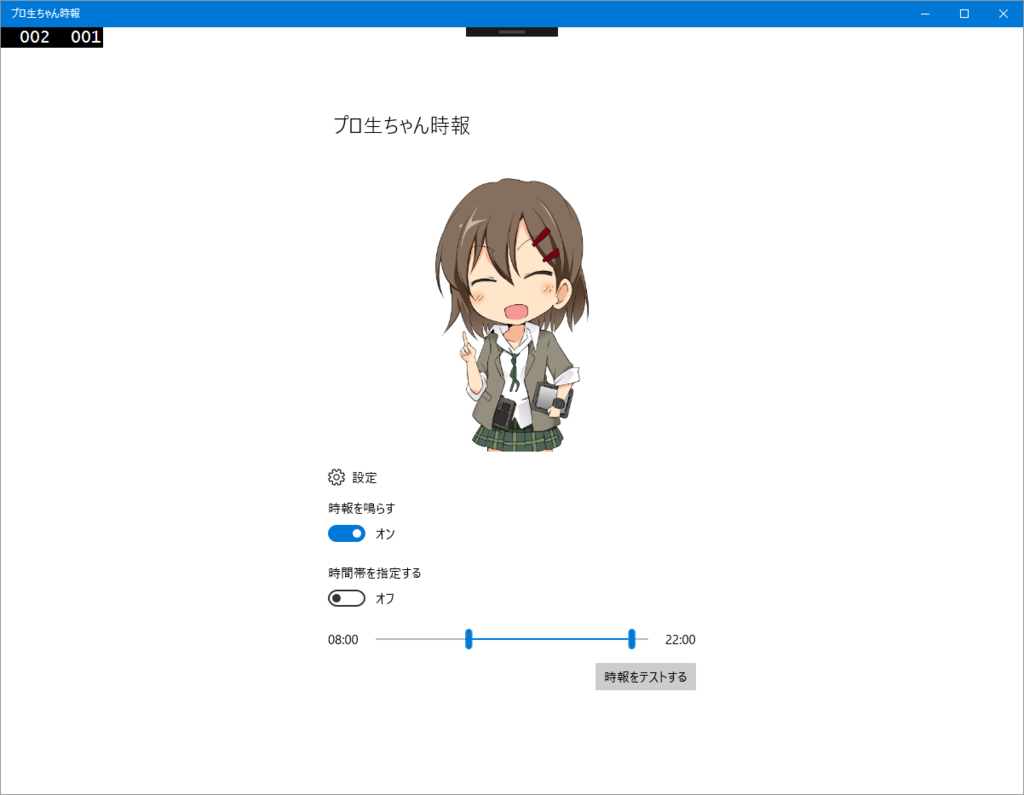 プロ生ちゃん時報
002 001
プロ生ちゃん時報
設定
時報を鳴らす
オン
時間帯を指定する
オフ
08:00 22:00
時報をテストする